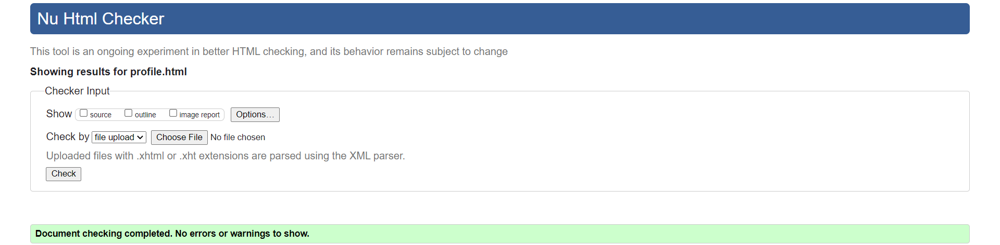 Nu Html Checker
This tool is an ongoing experiment in better HTML checking, and its behavior remains subject to change
Showing results for profile.html
Checker Input
Show source outline image report Options...
Check by file upload Choose File No file chosen
Uploaded files with .xhtml or .xht extensions are parsed using the XML parser.
Check
Document checking completed. No errors or warnings to show.